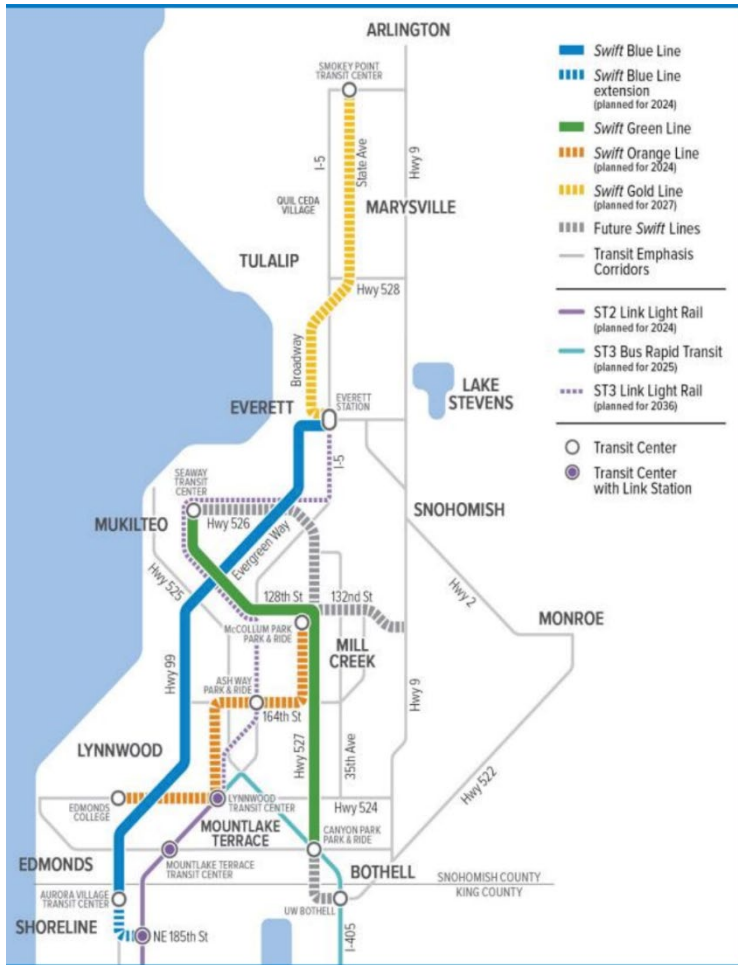 ARLINGTON
SMOKEY POINT
TRANSIT CENTER
I-5
State Ave
Hwy 9
QUIL CEDA
VILLAGE
MARYSVILLE
TULALIP
Hwy 528
Broadway
EVERETT
EVERETT
STATION
LAKE
STEVENS
I-5
SEAWAY
TRANSIT
CENTER
MUKILTEO
Hwy 526
Evergreen Way
SNOHOMISH
Hwy 525
128th St
132nd St
Hwy 2
McCOLLUM PARK
PARK & RIDE
MILL
CREEK
MONROE
Hwy 99
ASH WAY
PARK & RIDE
164th St
Hwy 9
Hwy 527
35th Ave
LYNNWOOD
Hwy 522
EDMONDS
COLLEGE
LYNNWOOD
TRANSIT CENTER
Hwy 524
MOUNTLAKE
TERRACE
CANYON PARK
PARK & RIDE
EDMONDS
MOUNTLAKE TERRACE
TRANSIT CENTER
BOTHELL
SNOHOMISH COUNTY
KING COUNTY
AURORA VILLAGE
TRANSIT CENTER
UW BOTHELL
SHORELINE
NE 185th St
I-405
Swift Blue Line
Swift Blue Line
extension
(planned for 2024)
Swift Green Line
Swift Orange Line
(planned for 2024)
Swift Gold Line
(planned for 2027)
Future Swift Lines
Transit Emphasis
Corridors
ST2 Link Light Rail
(planned for 2024)
ST3 Bus Rapid Transit
(planned for 2025)
ST3 Link Light Rail
(planned for 2036)
Transit Center
Transit Center
with Link Station